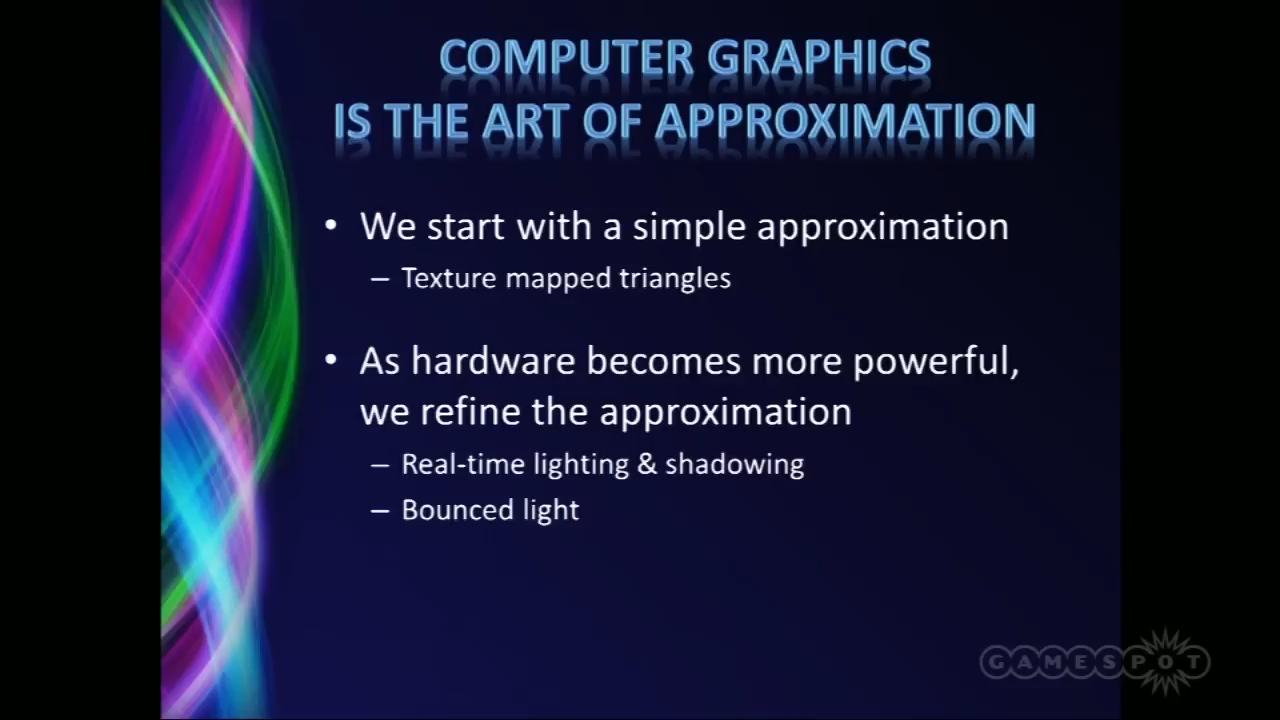 COMPUTER GRAPHICS
IS THE ART OF APPROXIMATION
• We start with a simple approximation
– Texture mapped triangles
• As hardware becomes more powerful,
we refine the approximation
– Real-time lighting & shadowing
– Bounced light
GAMESPOT